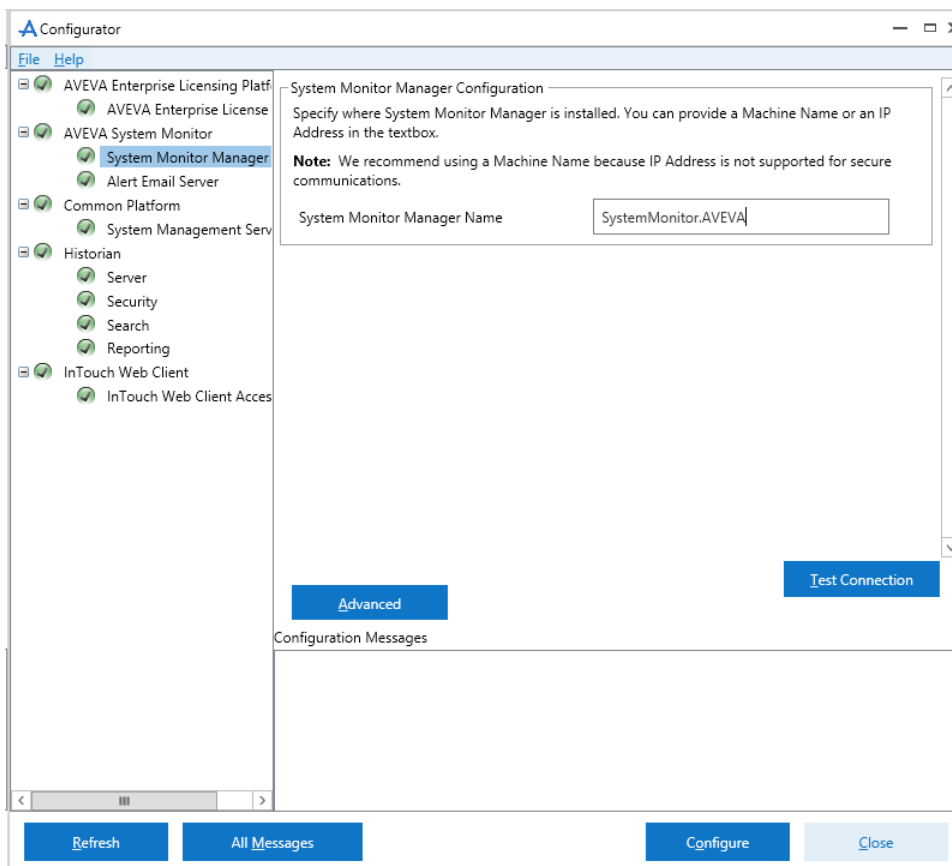 Configurator
File Help
AVEVA Enterprise Licensing Platf
AVEVA Enterprise License
AVEVA System Monitor
System Monitor Manager
Alert Email Server
Common Platform
System Management Serv
Historian
Server
Security
Search
Reporting
InTouch Web Client
InTouch Web Client Acces
System Monitor Manager Configuration
Specify where System Monitor Manager is installed. You can provide a Machine Name or an IP
Address in the textbox.
Note: We recommend using a Machine Name because IP Address is not supported for secure
communications.
System Monitor Manager Name
SystemMonitor.AVEVA
Test Connection
Advanced
Configuration Messages
Refresh
All Messages
Configure
Close